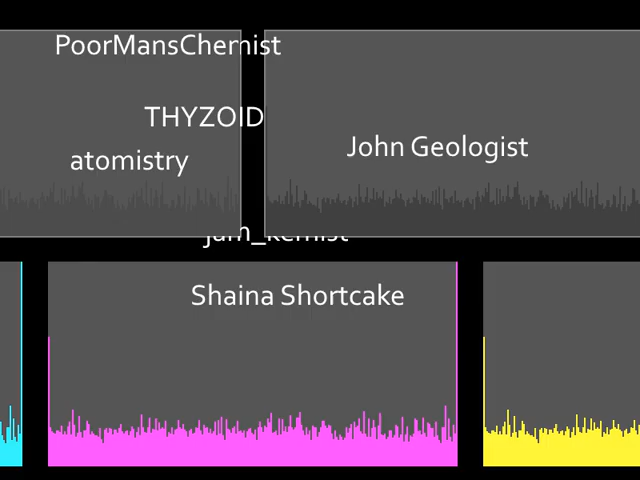 PoorMansChemist
THYZOID
John Geologist
atomistry
Shaina Shortcake